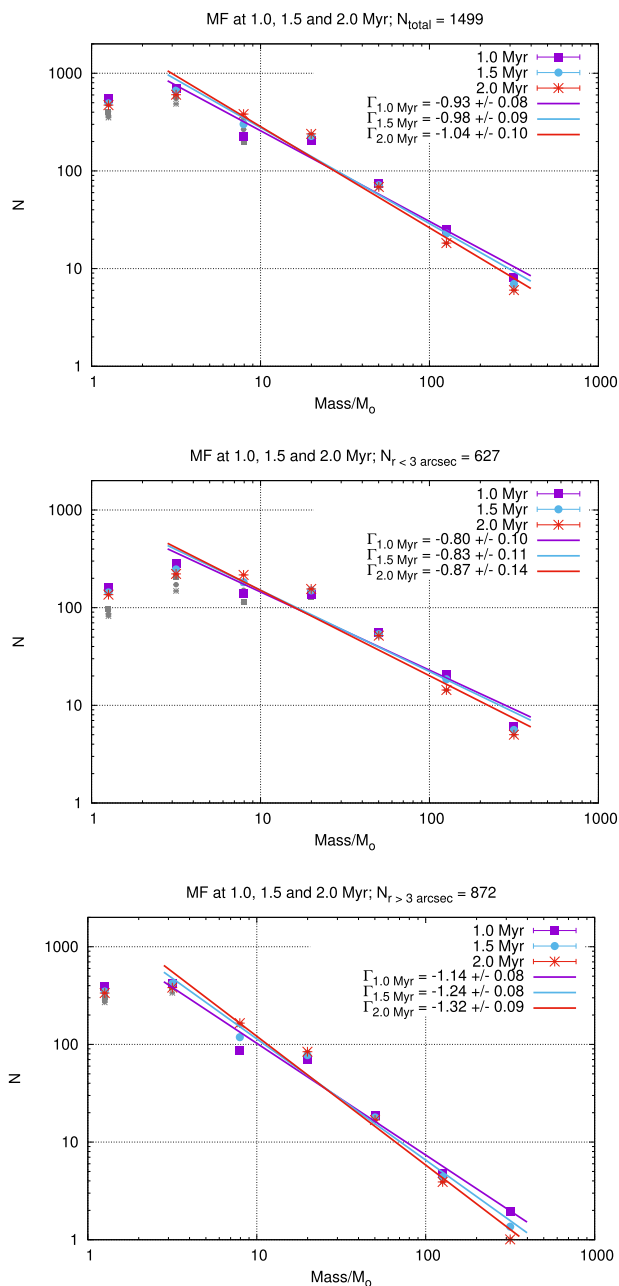 MF at 1.0, 1.5 and 2.0 Myr; N_total = 1499
1000
100
10
1
N
1.0 Myr
1.5 Myr
2.0 Myr
Γ_1.0 Myr = -0.93 +/- 0.08
Γ_1.5 Myr = -0.98 +/- 0.09
Γ_2.0 Myr = -1.04 +/- 0.10
1 10 100 1000
Mass/M_o
MF at 1.0, 1.5 and 2.0 Myr; N_r < 3 arcsec = 627
1000
100
10
1
N
1.0 Myr
1.5 Myr
2.0 Myr
Γ_1.0 Myr = -0.80 +/- 0.10
Γ_1.5 Myr = -0.83 +/- 0.11
Γ_2.0 Myr = -0.87 +/- 0.14
1 10 100 1000
Mass/M_o
MF at 1.0, 1.5 and 2.0 Myr; N_r > 3 arcsec = 872
1000
100
10
1
N
1.0 Myr
1.5 Myr
2.0 Myr
Γ_1.0 Myr = -1.14 +/- 0.08
Γ_1.5 Myr = -1.24 +/- 0.08
Γ_2.0 Myr = -1.32 +/- 0.09
1 10 100 1000
Mass/M_o